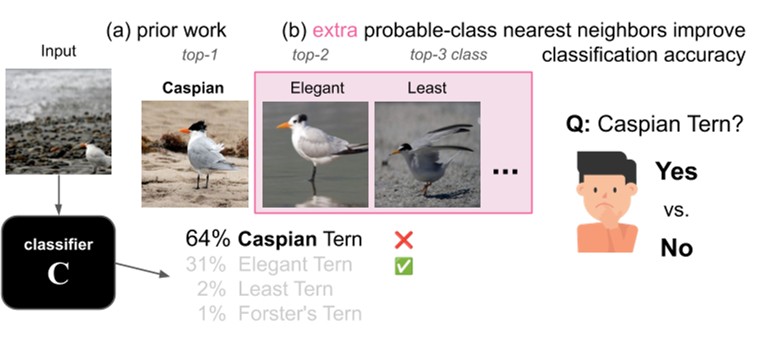 (a) prior work
(b) extra probable-class nearest neighbors improve
classification accuracy
Input
top-1
top-2
top-3 class
Caspian
Elegant
Least
...
Q: Caspian Tern?
Yes
vs.
No
classifier
C
64% Caspian Tern
31% Elegant Tern
2% Least Tern
1% Forster's Tern